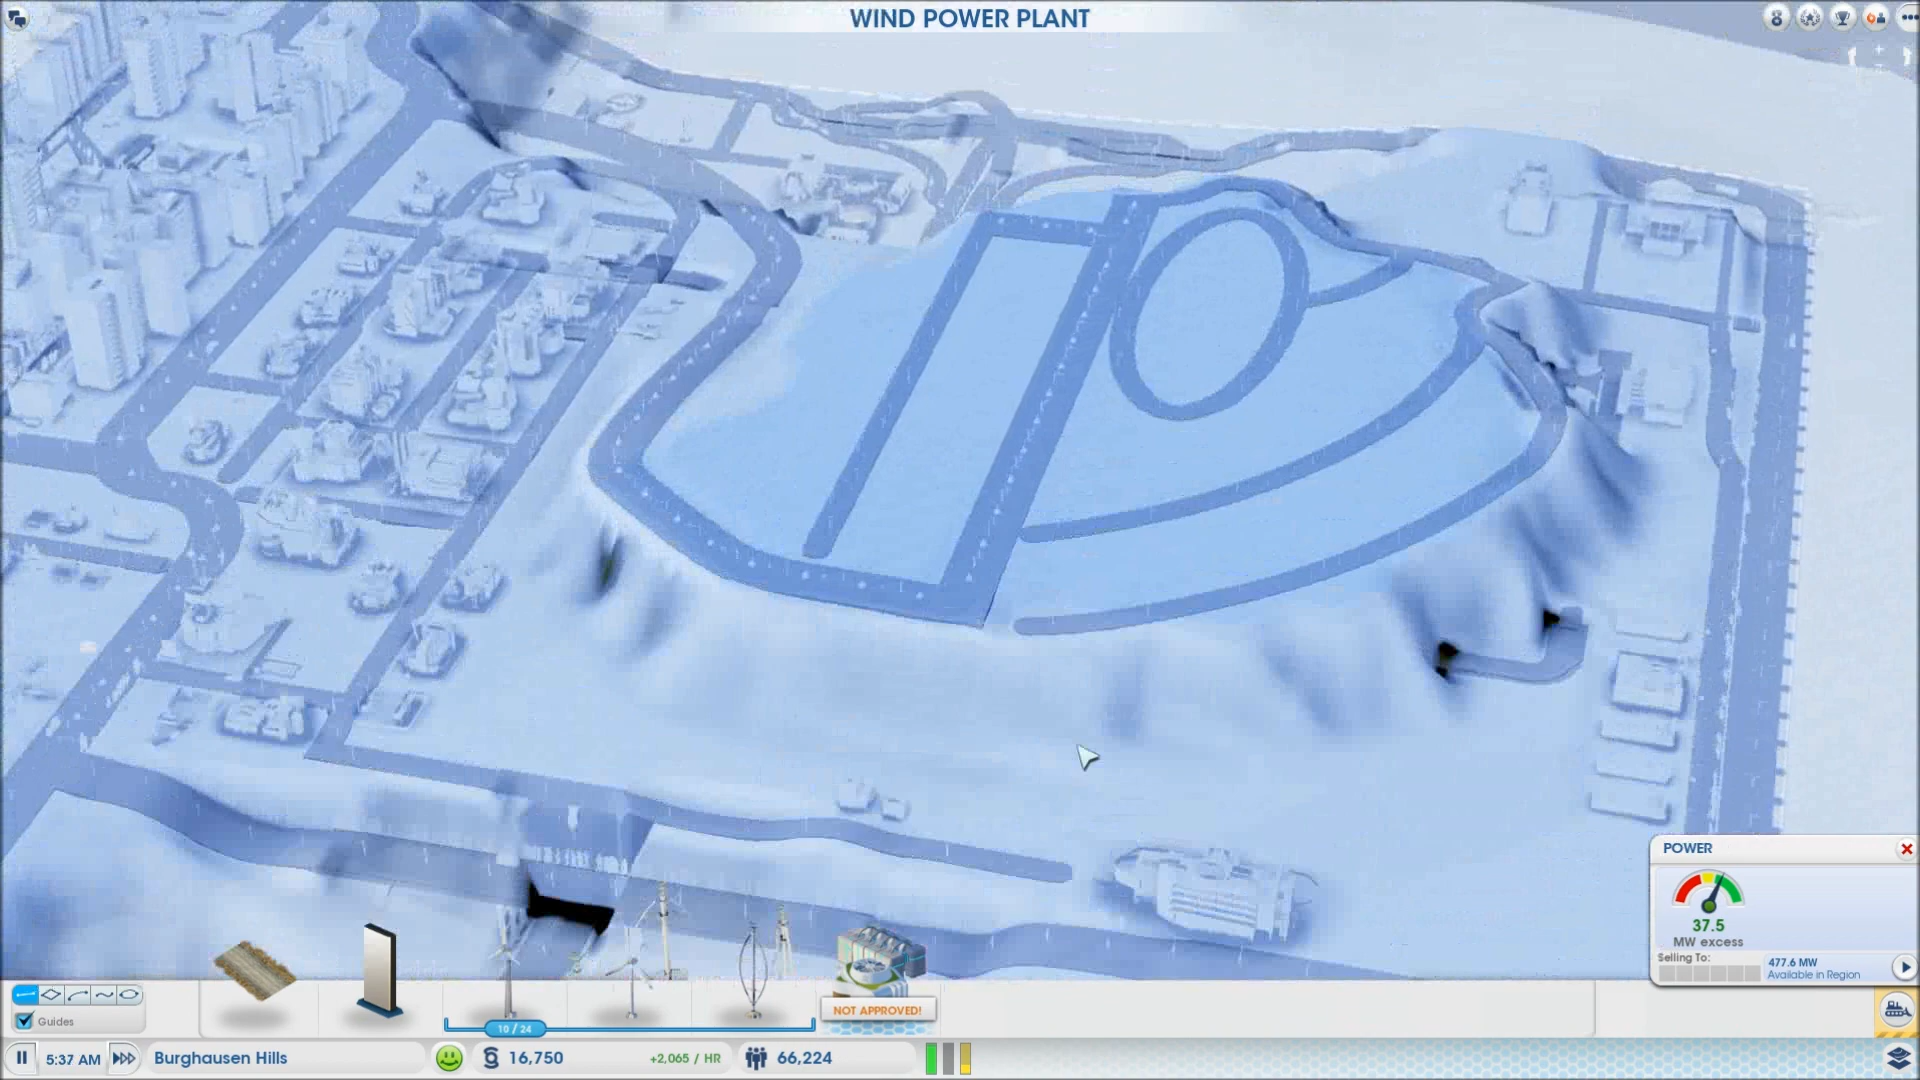 WIND POWER PLANT
POWER
37.5
MW excess
Selling To:
477.6 MW
Available in Region
NOT APPROVED!
Guides
10 / 24
5:37 AM
Burghausen Hills
16,750
+2,065 / HR
66,224